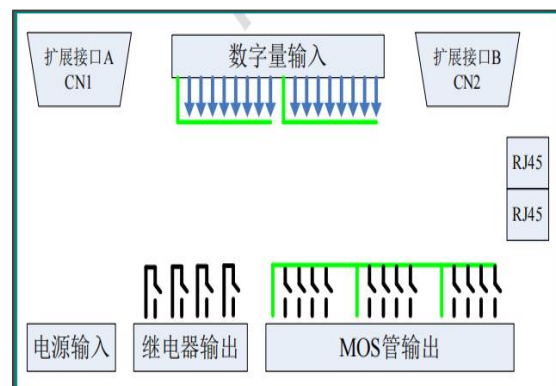 扩展接口A
CN1
数字量输入
扩展接口B
CN2
RJ45
RJ45
电源输入
继电器输出
MOS管输出